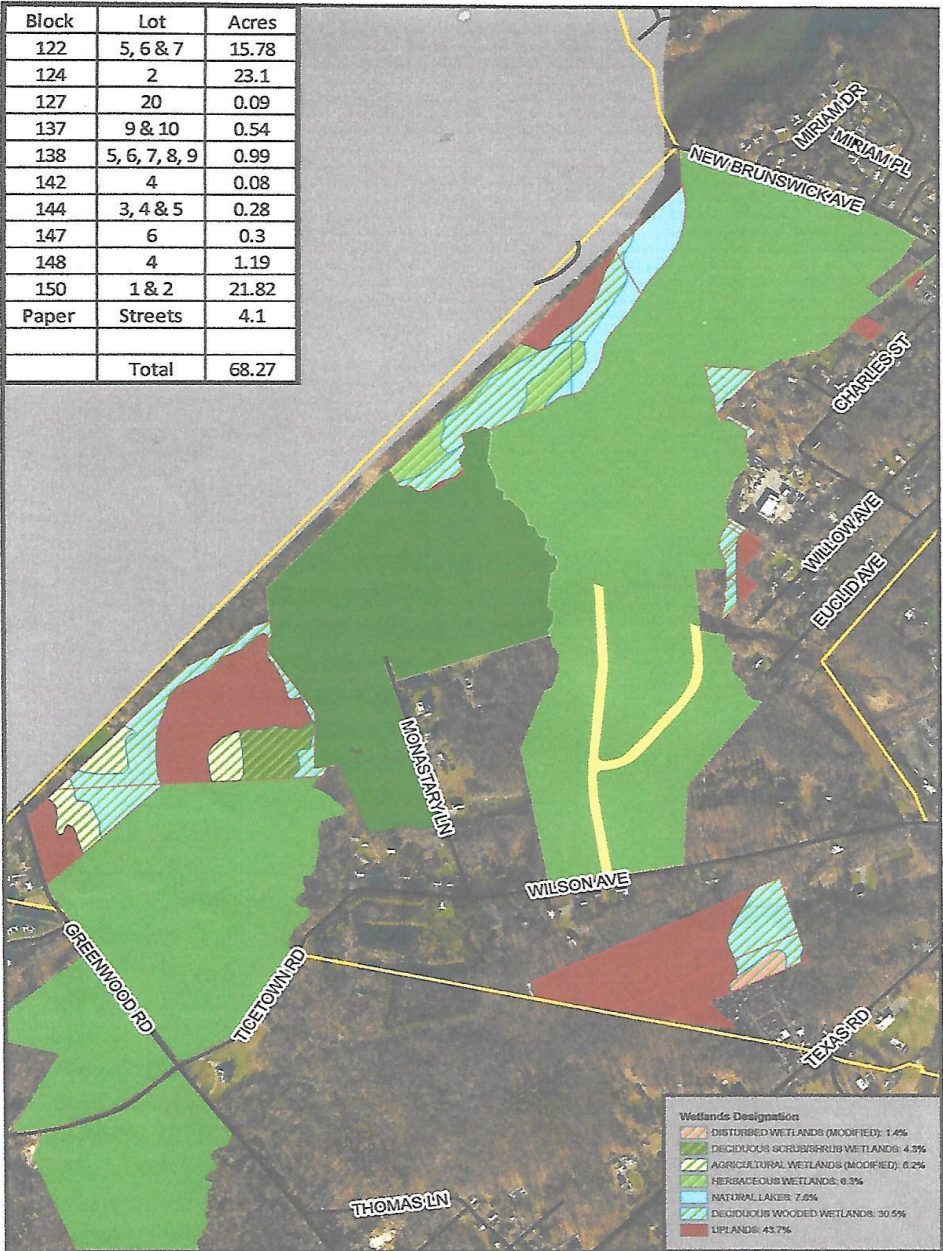 Block Lot Acres
122 5, 6 & 7 15.78
124 2 23.1
127 20 0.09
137 9 & 10 0.54
138 5, 6, 7, 8, 9 0.99
142 4 0.08
144 3, 4 & 5 0.28
147 6 0.3
148 4 1.19
150 1 & 2 21.82
Paper Streets 4.1
Total 68.27
MIRIAM DR
MIRIAM PL
NEW BRUNSWICK AVE
CHARLES ST
WILLOW AVE
EUCLID AVE
MONASTARY LN
WILSON AVE
GREENWOOD RD
TICETOWN RD
TEXAS RD
THOMAS LN
Wetlands Designation
DISTURBED WETLANDS (MODIFIED): 1.4%
DECIDUOUS SCRUB/SHRUB WETLANDS: 4.3%
AGRICULTURAL WETLANDS (MODIFIED): 6.2%
HERBACEOUS WETLANDS: 6.3%
NATURAL LAKES: 7.6%
DECIDUOUS WOODED WETLANDS: 30.5%
UPLANDS: 43.7%